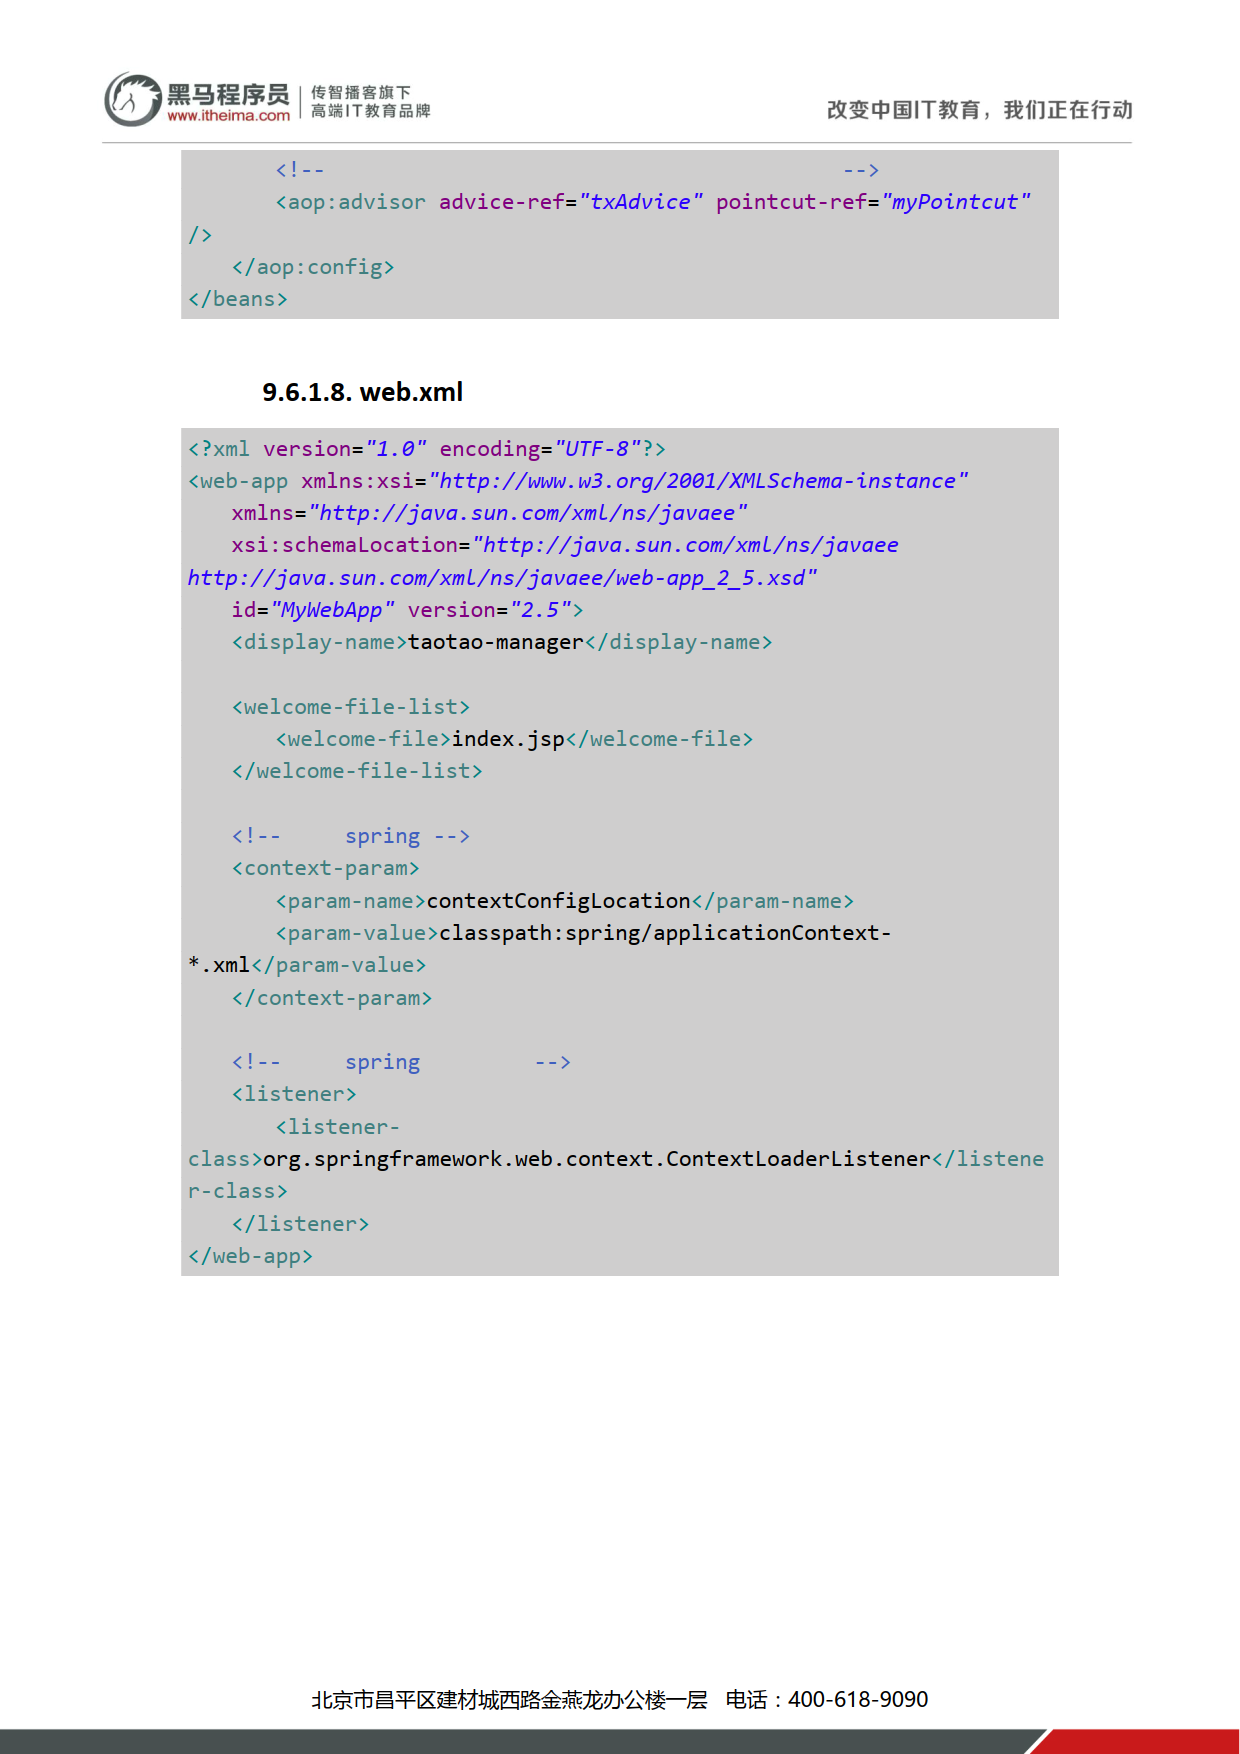 黑马程序员
www.itheima.com
传智播客旗下
高端IT教育品牌
改变中国IT教育，我们正在行动
<!-- -->
<aop:advisor advice-ref="txAdvice" pointcut-ref="myPointcut"
/>
</aop:config>
</beans>
9.6.1.8. web.xml
<?xml version="1.0" encoding="UTF-8"?>
<web-app xmlns:xsi="http://www.w3.org/2001/XMLSchema-instance"
xmlns="http://java.sun.com/xml/ns/javaee"
xsi:schemaLocation="http://java.sun.com/xml/ns/javaee
http://java.sun.com/xml/ns/javaee/web-app_2_5.xsd"
id="MyWebApp" version="2.5">
<display-name>taotao-manager</display-name>
<welcome-file-list>
<welcome-file>index.jsp</welcome-file>
</welcome-file-list>
<!-- spring -->
<context-param>
<param-name>contextConfigLocation</param-name>
<param-value>classpath:spring/applicationContext-
*.xml</param-value>
</context-param>
<!-- spring -->
<listener>
<listener-
class>org.springframework.web.context.ContextLoaderListener</listene
r-class>
</listener>
</web-app>
北京市昌平区建材城西路金燕龙办公楼一层 电话：400-618-9090